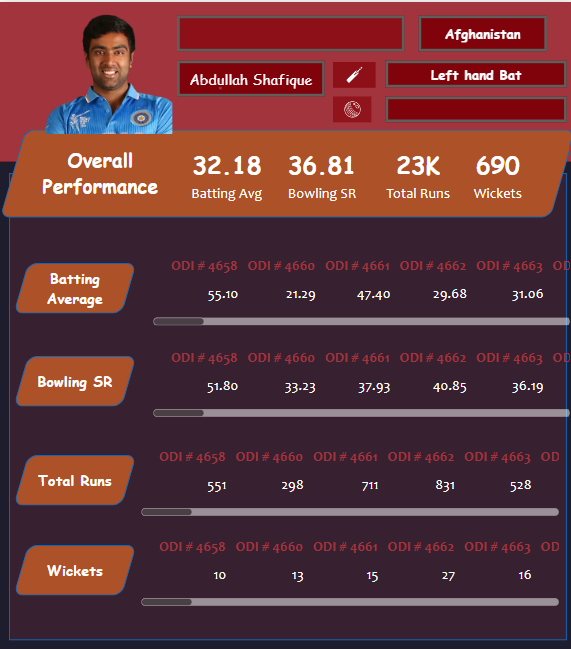 Afghanistan
Abdullah Shafique
Left hand Bat
Overall
Performance
32.18 36.81 23K 690
Batting Avg Bowling SR Total Runs Wickets
ODI # 4658 ODI # 4660 ODI # 4661 ODI # 4662 ODI # 4663 OD
Batting
Average
55.10 21.29 47.40 29.68 31.06
ODI # 4658 ODI # 4660 ODI # 4661 ODI # 4662 ODI # 4663 OD
Bowling SR
51.80 33.23 37.93 40.85 36.19
ODI # 4658 ODI # 4660 ODI # 4661 ODI # 4662 ODI # 4663 OD
Total Runs
551 298 711 831 528
ODI # 4658 ODI # 4660 ODI # 4661 ODI # 4662 ODI # 4663 OD
Wickets
10 13 15 27 16